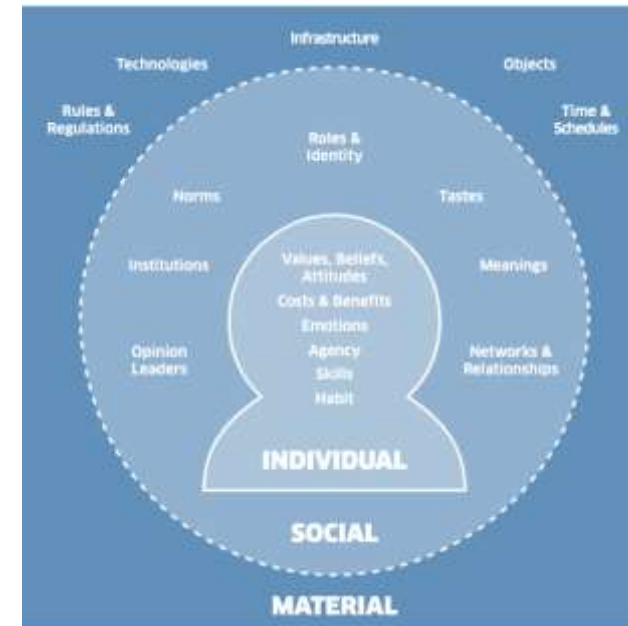 Infrastructure
Technologies
Objects
Rules &
Regulations
Time &
Schedules
Roles &
Identity
Norms
Tastes
Institutions
Values, Beliefs,
Attitudes
Meanings
Costs & Benefits
Emotions
Agency
Skills
Habit
Opinion
Leaders
Networks &
Relationships
INDIVIDUAL
SOCIAL
MATERIAL